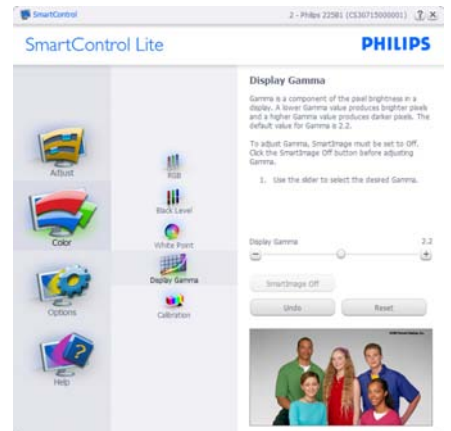 SmartControl
2 - Philips 225B1 (CS30715000001)
SmartControl Lite
PHILIPS
Adjust
Color
Options
Help
RGB
Black Level
White Point
Display Gamma
Calibration
Display Gamma
Gamma is a component of the pixel brightness in a
display. A lower Gamma value produces brighter pixels
and a higher Gamma value produces darker pixels. The
default value for Gamma is 2.2.
To adjust Gamma, SmartImage must be set to Off.
Click the SmartImage Off button before adjusting
Gamma.
1. Use the slider to select the desired Gamma.
Display Gamma 2.2
SmartImage Off
Undo Reset